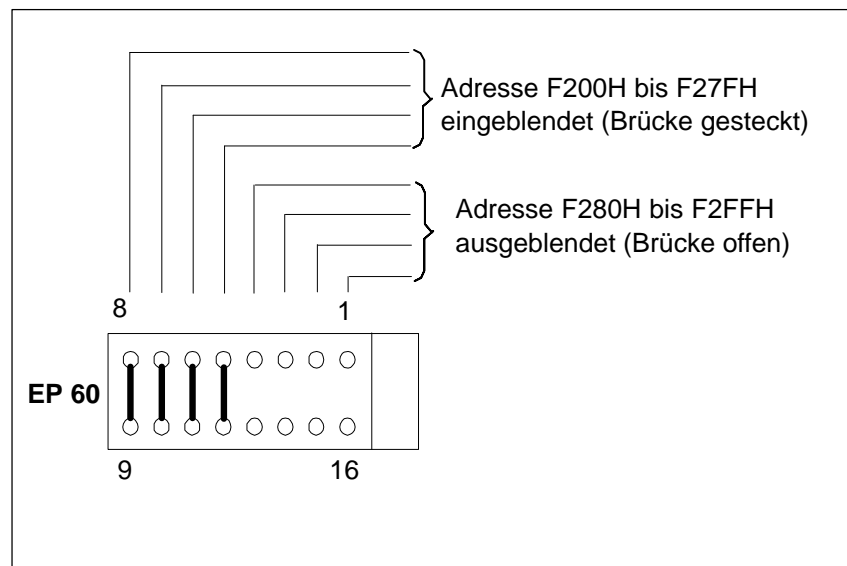 Adresse F200H bis F27FH
eingeblendet (Brücke gesteckt)
Adresse F280H bis F2FFH
ausgeblendet (Brücke offen)
8 1
EP 60
9 16